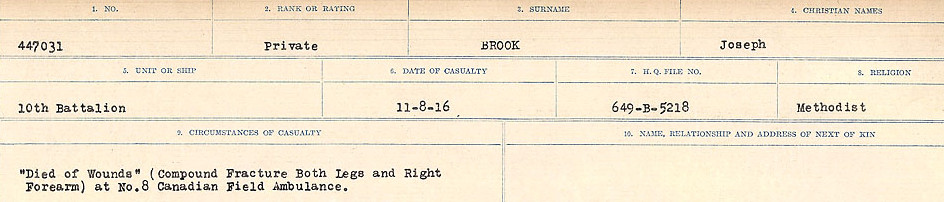 1. NO. 2. RANK OR RATING 3. SURNAME 4. CHRISTIAN NAMES
447031 Private BROOK Joseph
5. UNIT OR SHIP 6. DATE OF CASUALTY 7. H. Q. FILE NO. 8. RELIGION
10th Battalion 11-8-16 649-B-5218 Methodist
9. CIRCUMSTANCES OF CASUALTY 10. NAME, RELATIONSHIP AND ADDRESS OF NEXT OF KIN
"Died of Wounds" (Compound Fracture Both Legs and Right
Forearm) at No.8 Canadian Field Ambulance.